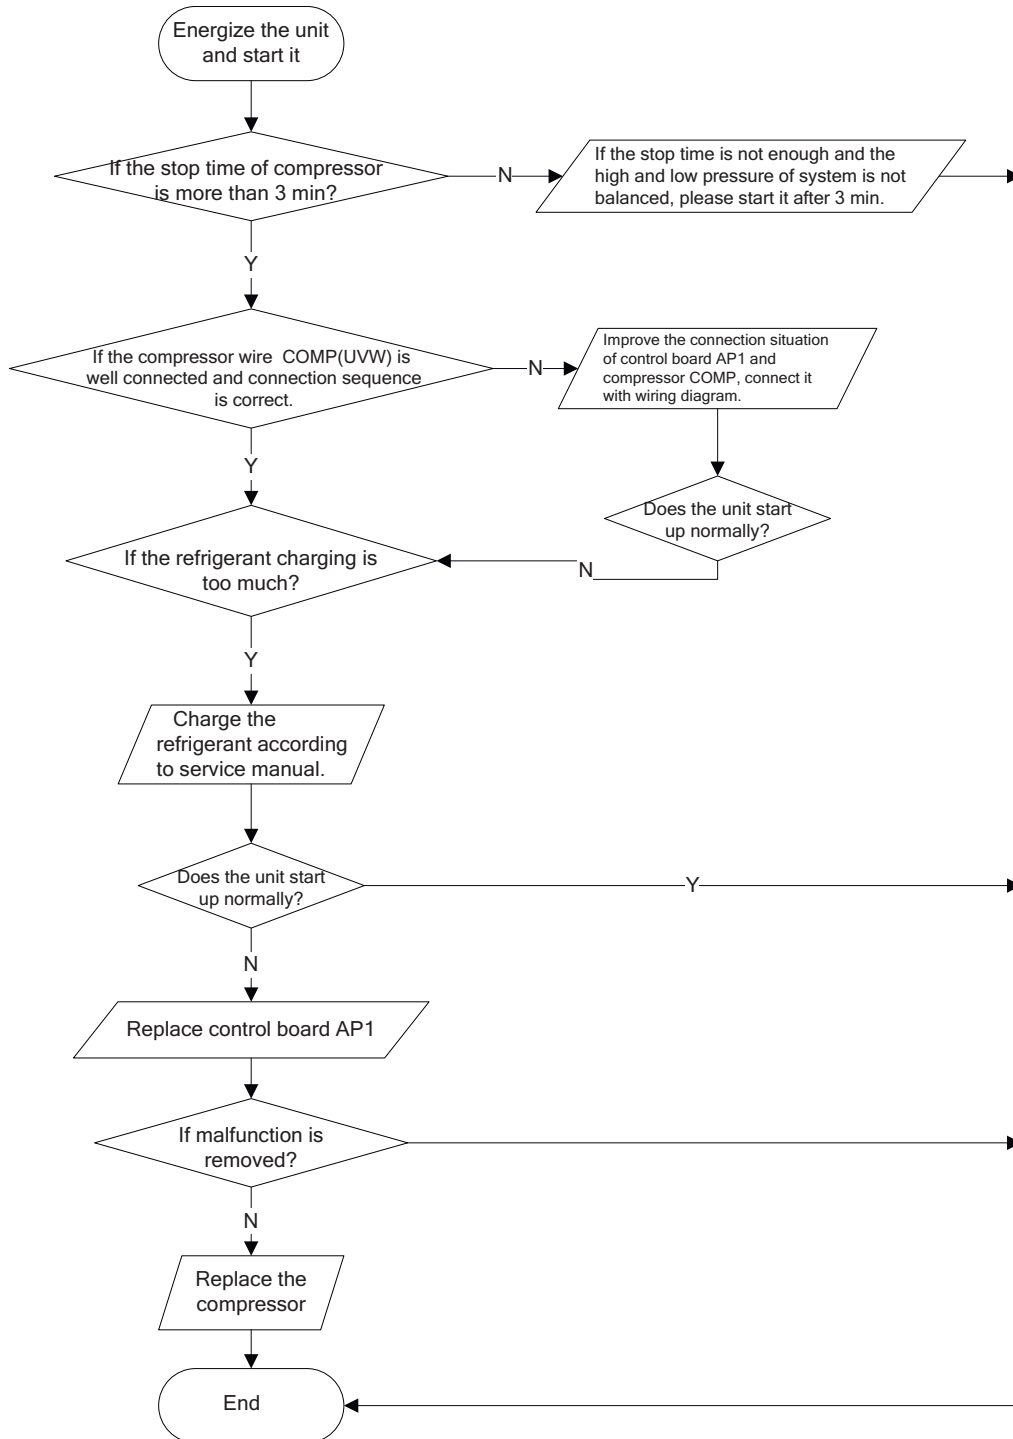 Energize the unit
and start it
If the stop time of compressor
is more than 3 min?
N
If the stop time is not enough and the
high and low pressure of system is not
balanced, please start it after 3 min.
Y
If the compressor wire COMP(UVW) is
well connected and connection sequence
is correct.
N
Improve the connection situation
of control board AP1 and
compressor COMP, connect it
with wiring diagram.
Y
Does the unit start
up normally?
If the refrigerant charging is
too much?
N
Y
Charge the
refrigerant according
to service manual.
Does the unit start
up normally?
Y
N
Replace control board AP1
If malfunction is
removed?
N
Replace the
compressor
End